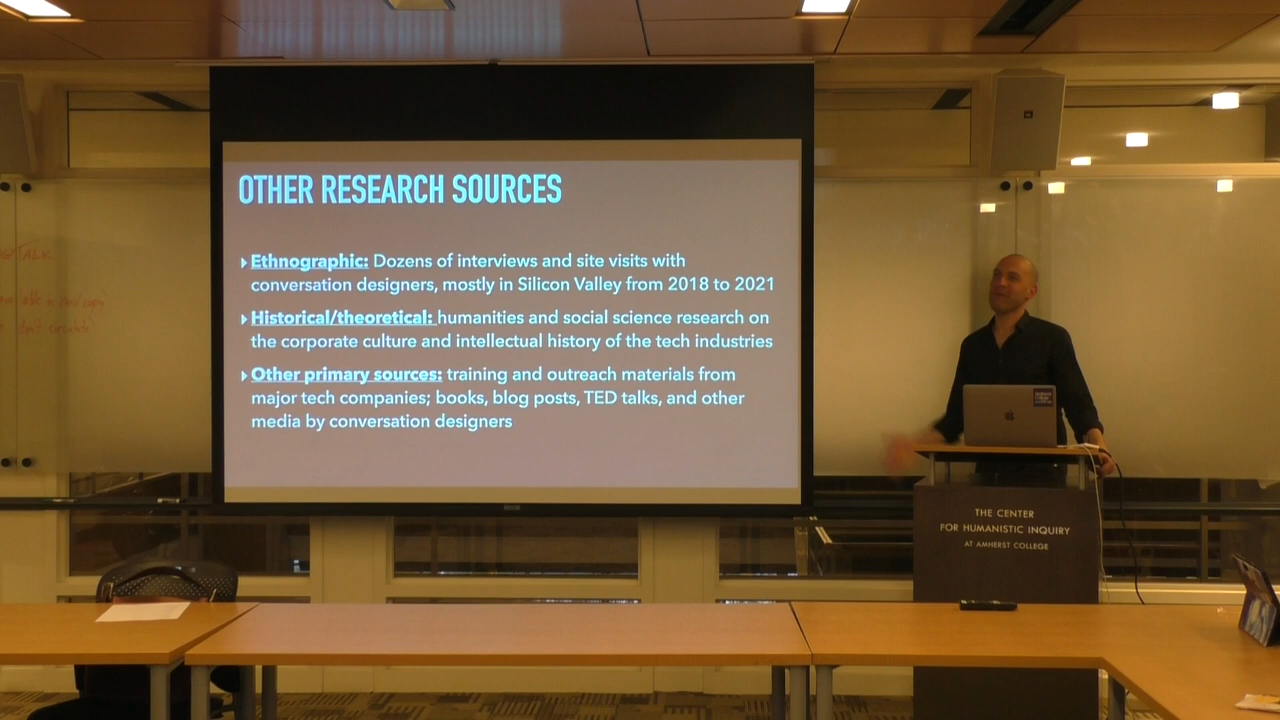 OTHER RESEARCH SOURCES
Ethnographic: Dozens of interviews and site visits with
conversation designers, mostly in Silicon Valley from 2018 to 2021
Historical/theoretical: humanities and social science research on
the corporate culture and intellectual history of the tech industries
Other primary sources: training and outreach materials from
major tech companies; books, blog posts, TED talks, and other
media by conversation designers
TALK
THE CENTER
FOR HUMANISTIC INQUIRY
AT AMHERST COLLEGE